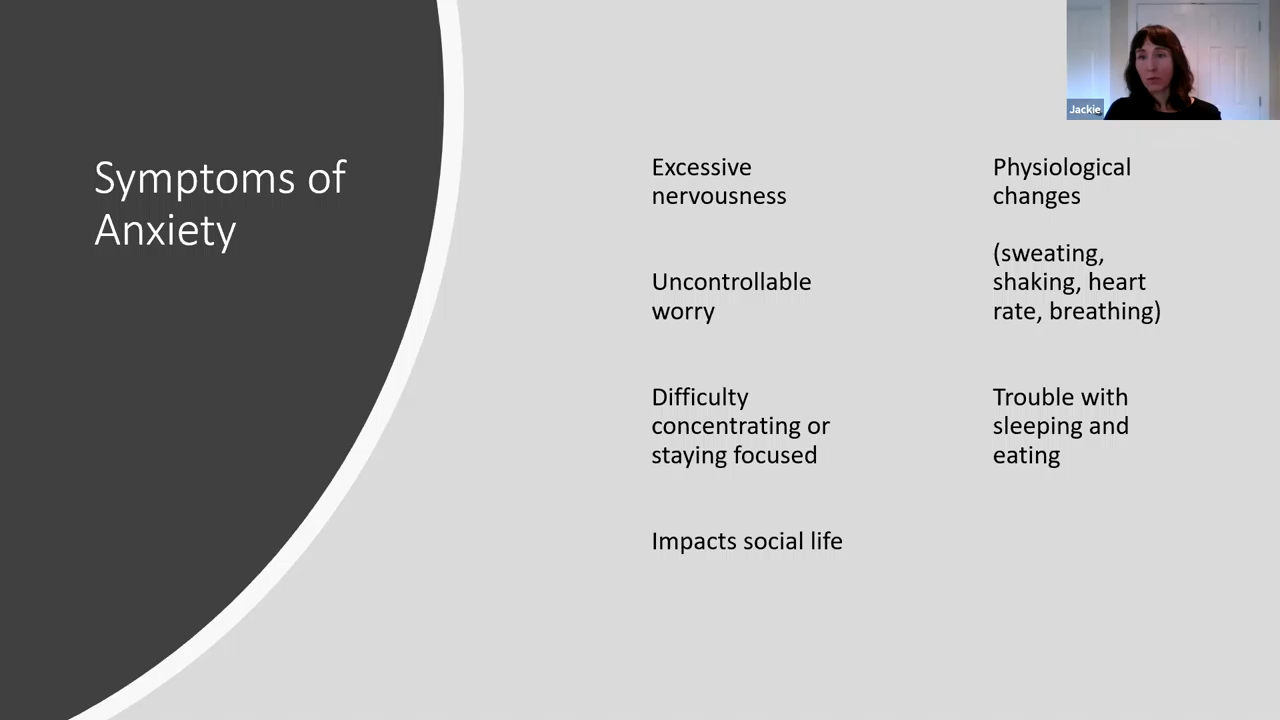 Jackie
Symptoms of
Anxiety
Excessive
nervousness
Uncontrollable
worry
Difficulty
concentrating or
staying focused
Impacts social life
Physiological
changes
(sweating,
shaking, heart
rate, breathing)
Trouble with
sleeping and
eating